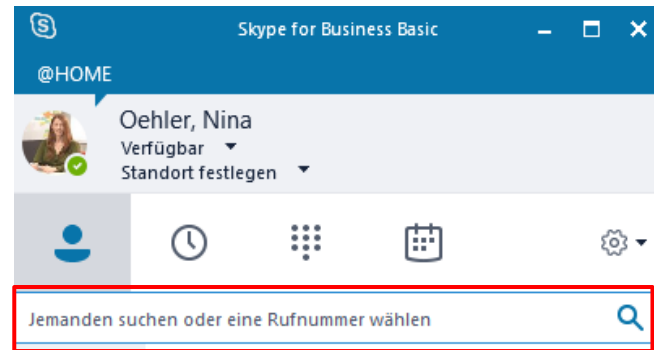 Skype for Business Basic
@HOME
Oehler, Nina
Verfügbar
Standort festlegen
Jemanden suchen oder eine Rufnummer wählen